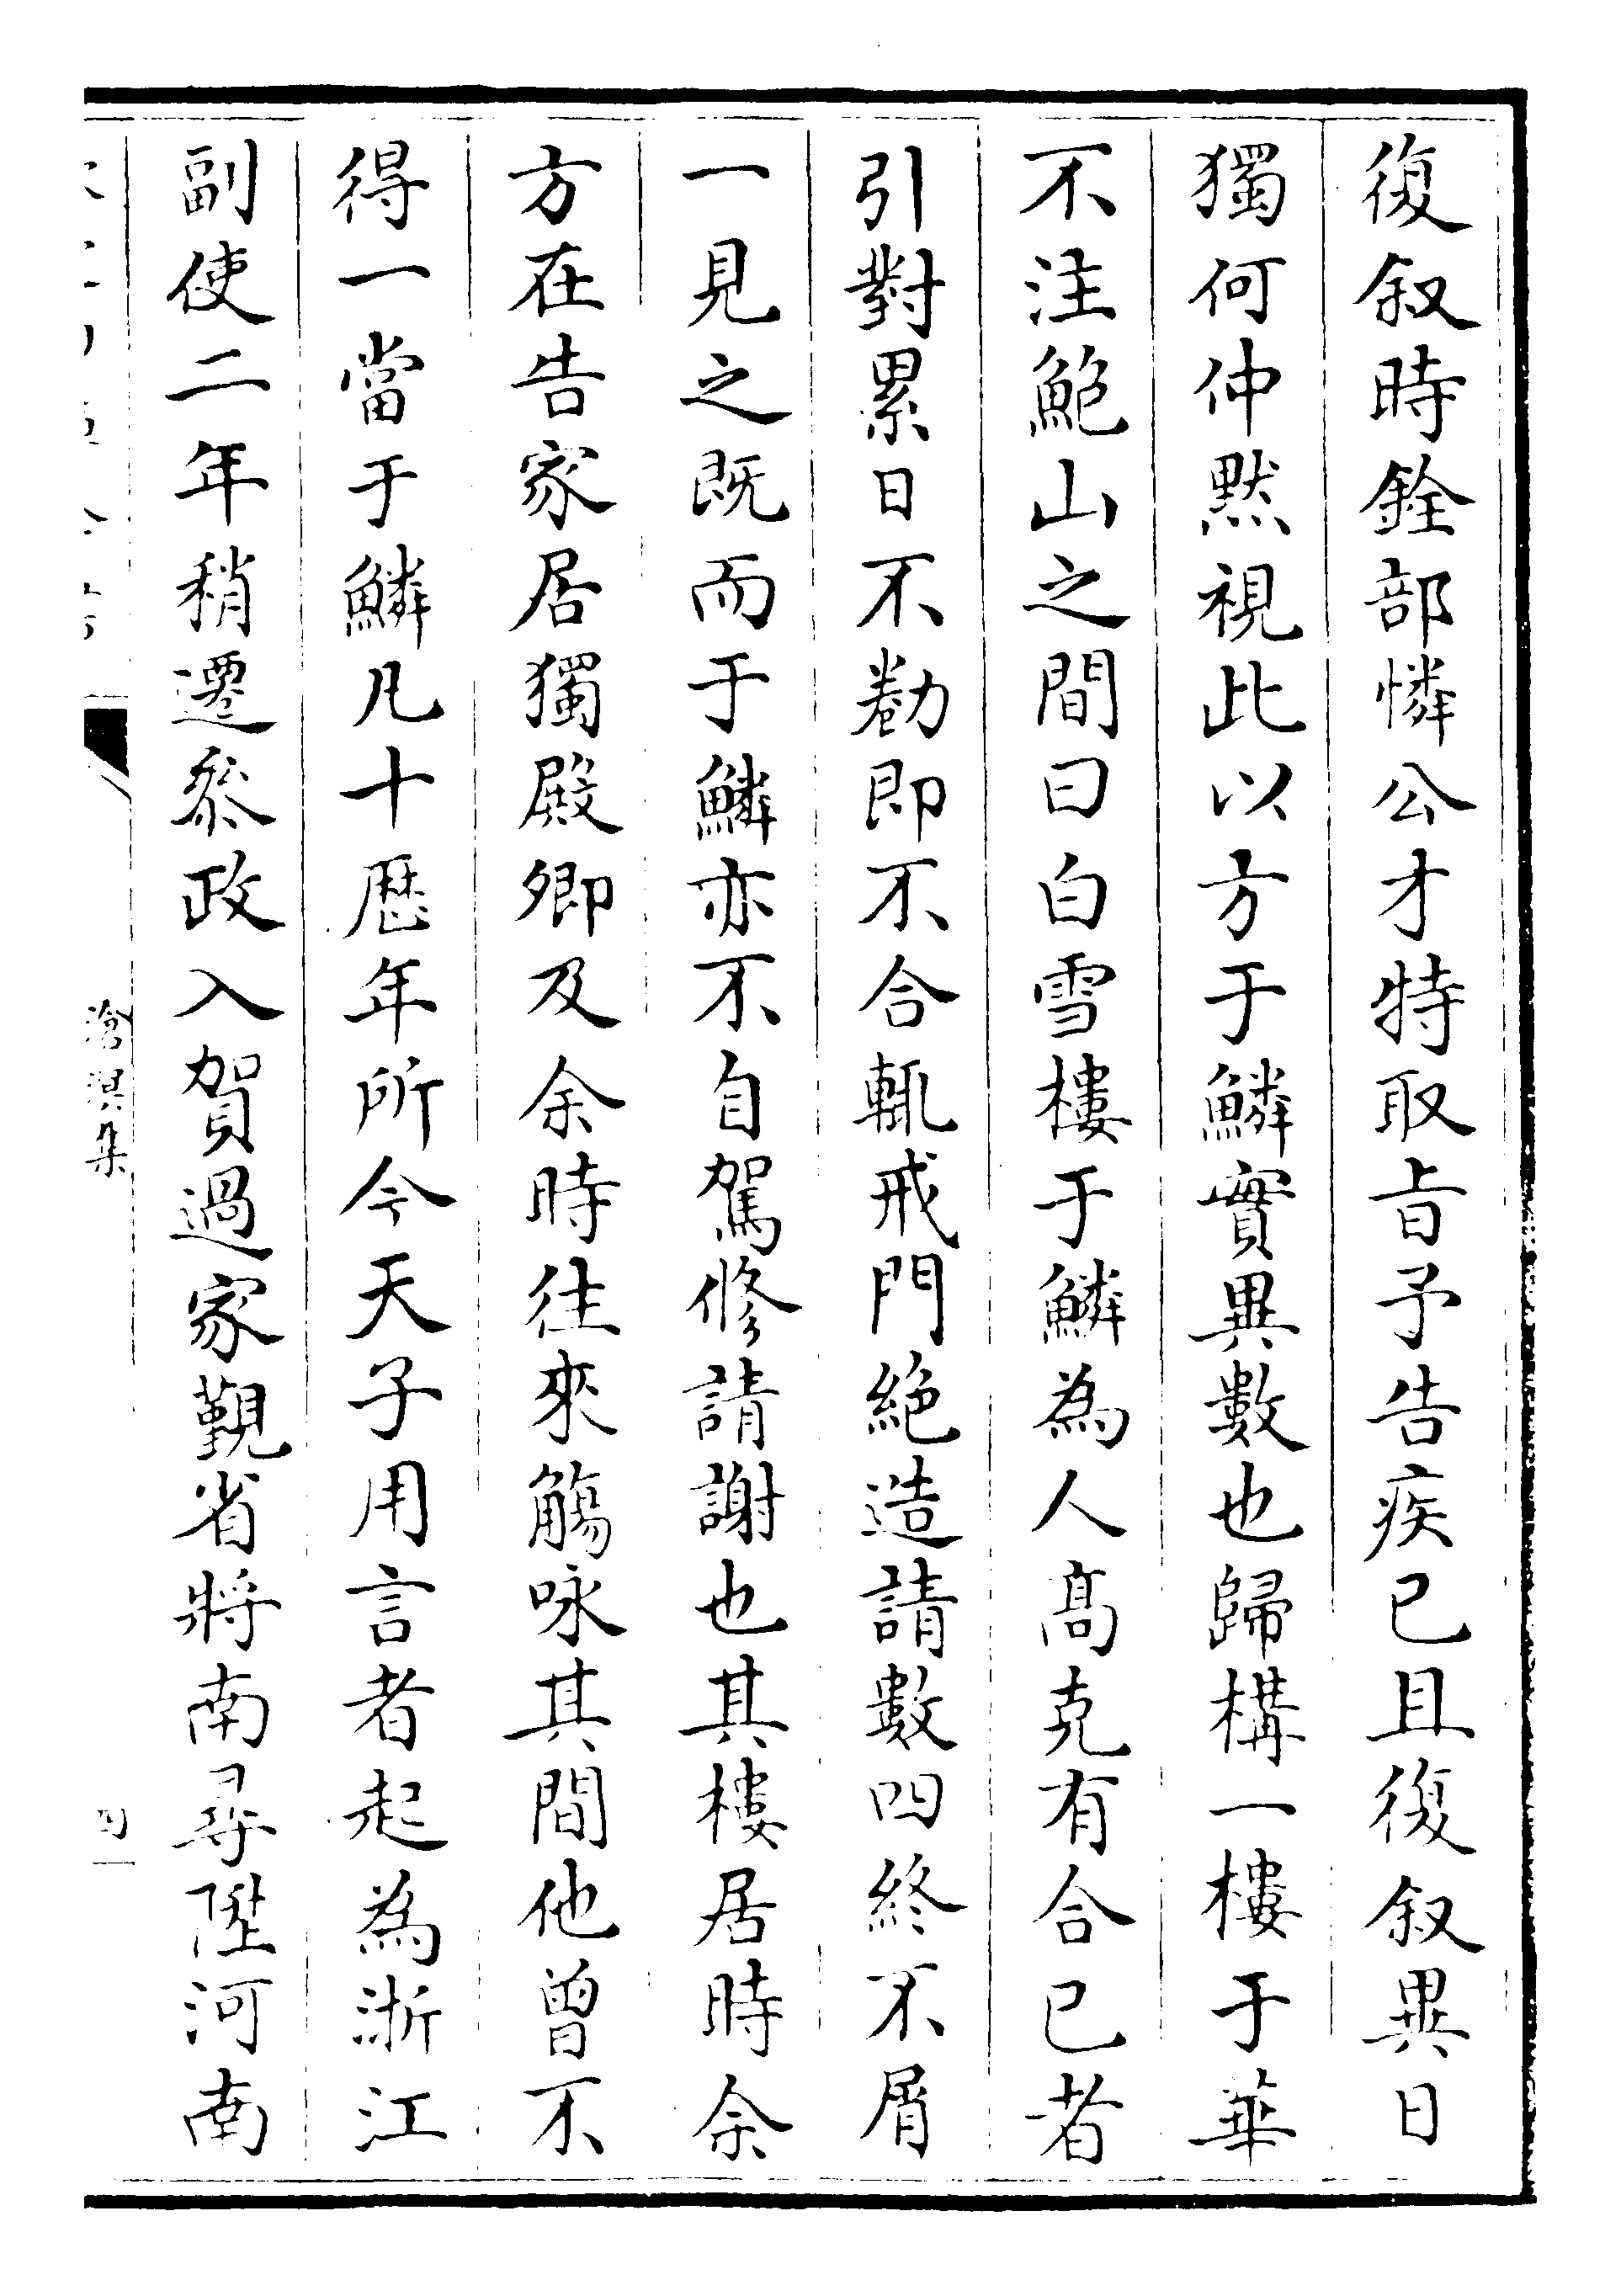 復叙時銓部憐公才特取㫖予告疾已且復叙異日
獨何仲黙視此以方于鱗實異數也歸構一樓于華
不注鮑山之間曰白雪樓于鱗為人髙克有合已者
引對累日不勌即不合輒戒門絶造請數四終不屑
一見之既而于鱗亦不自駕修請謝也其樓居時余
方在告家居獨殿卿及余時往來觴咏其間他曾不
得一當于鱗凡十厯年所今天子用言者起為浙江
副使二年稍遷叅政入賀過家覲省將南尋陞河南
滄溟集